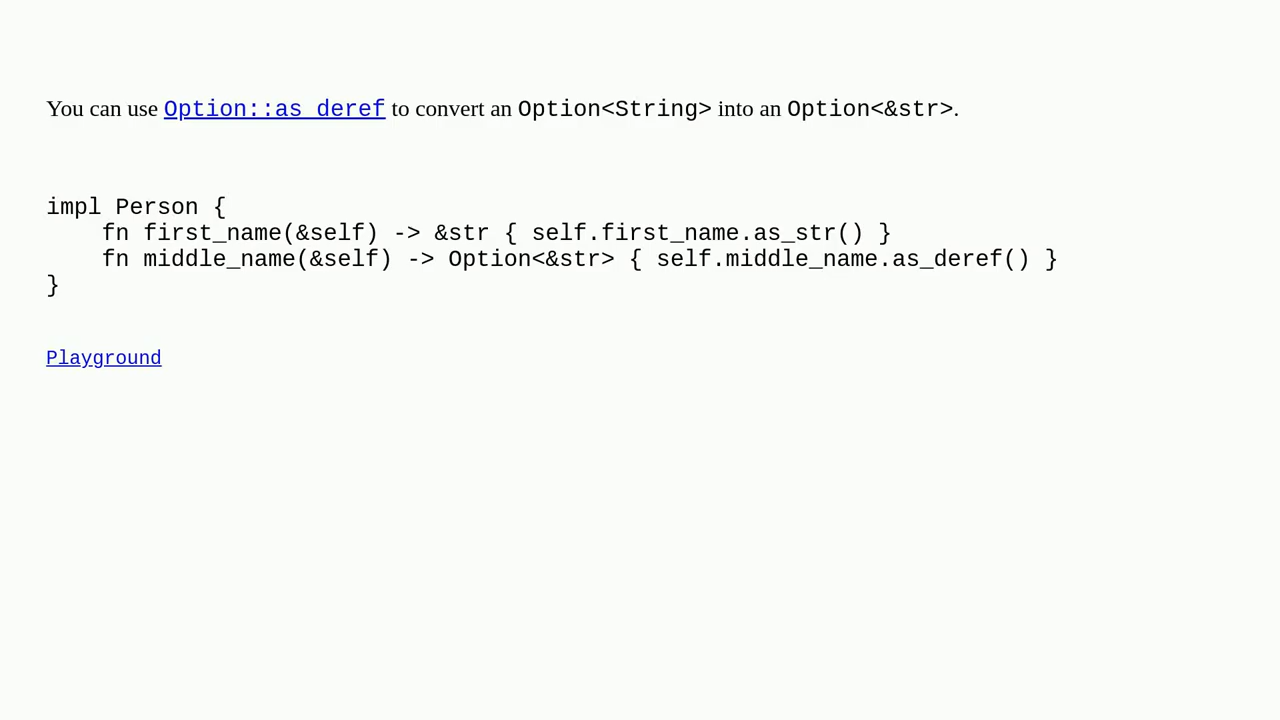 You can use Option::as_deref to convert an Option<String> into an Option<&str>.
impl Person {
    fn first_name(&self) -> &str { self.first_name.as_str() }
    fn middle_name(&self) -> Option<&str> { self.middle_name.as_deref() }
}
Playground